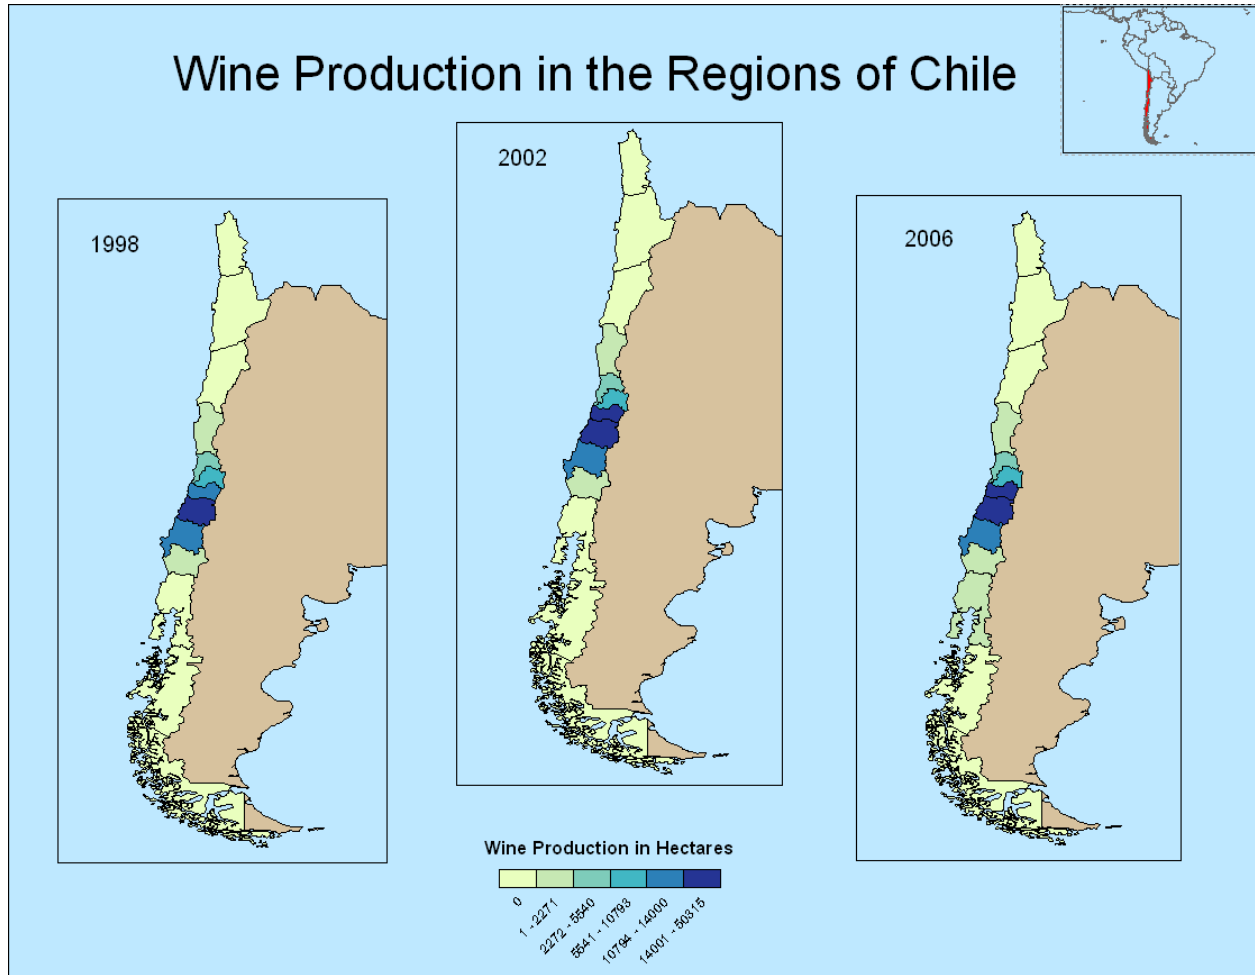 Wine Production in the Regions of Chile
1998
2002
2006
Wine Production in Hectares
0
1 - 2271
2272 - 5540
5541 - 10793
10794 - 14000
14001 - 50315